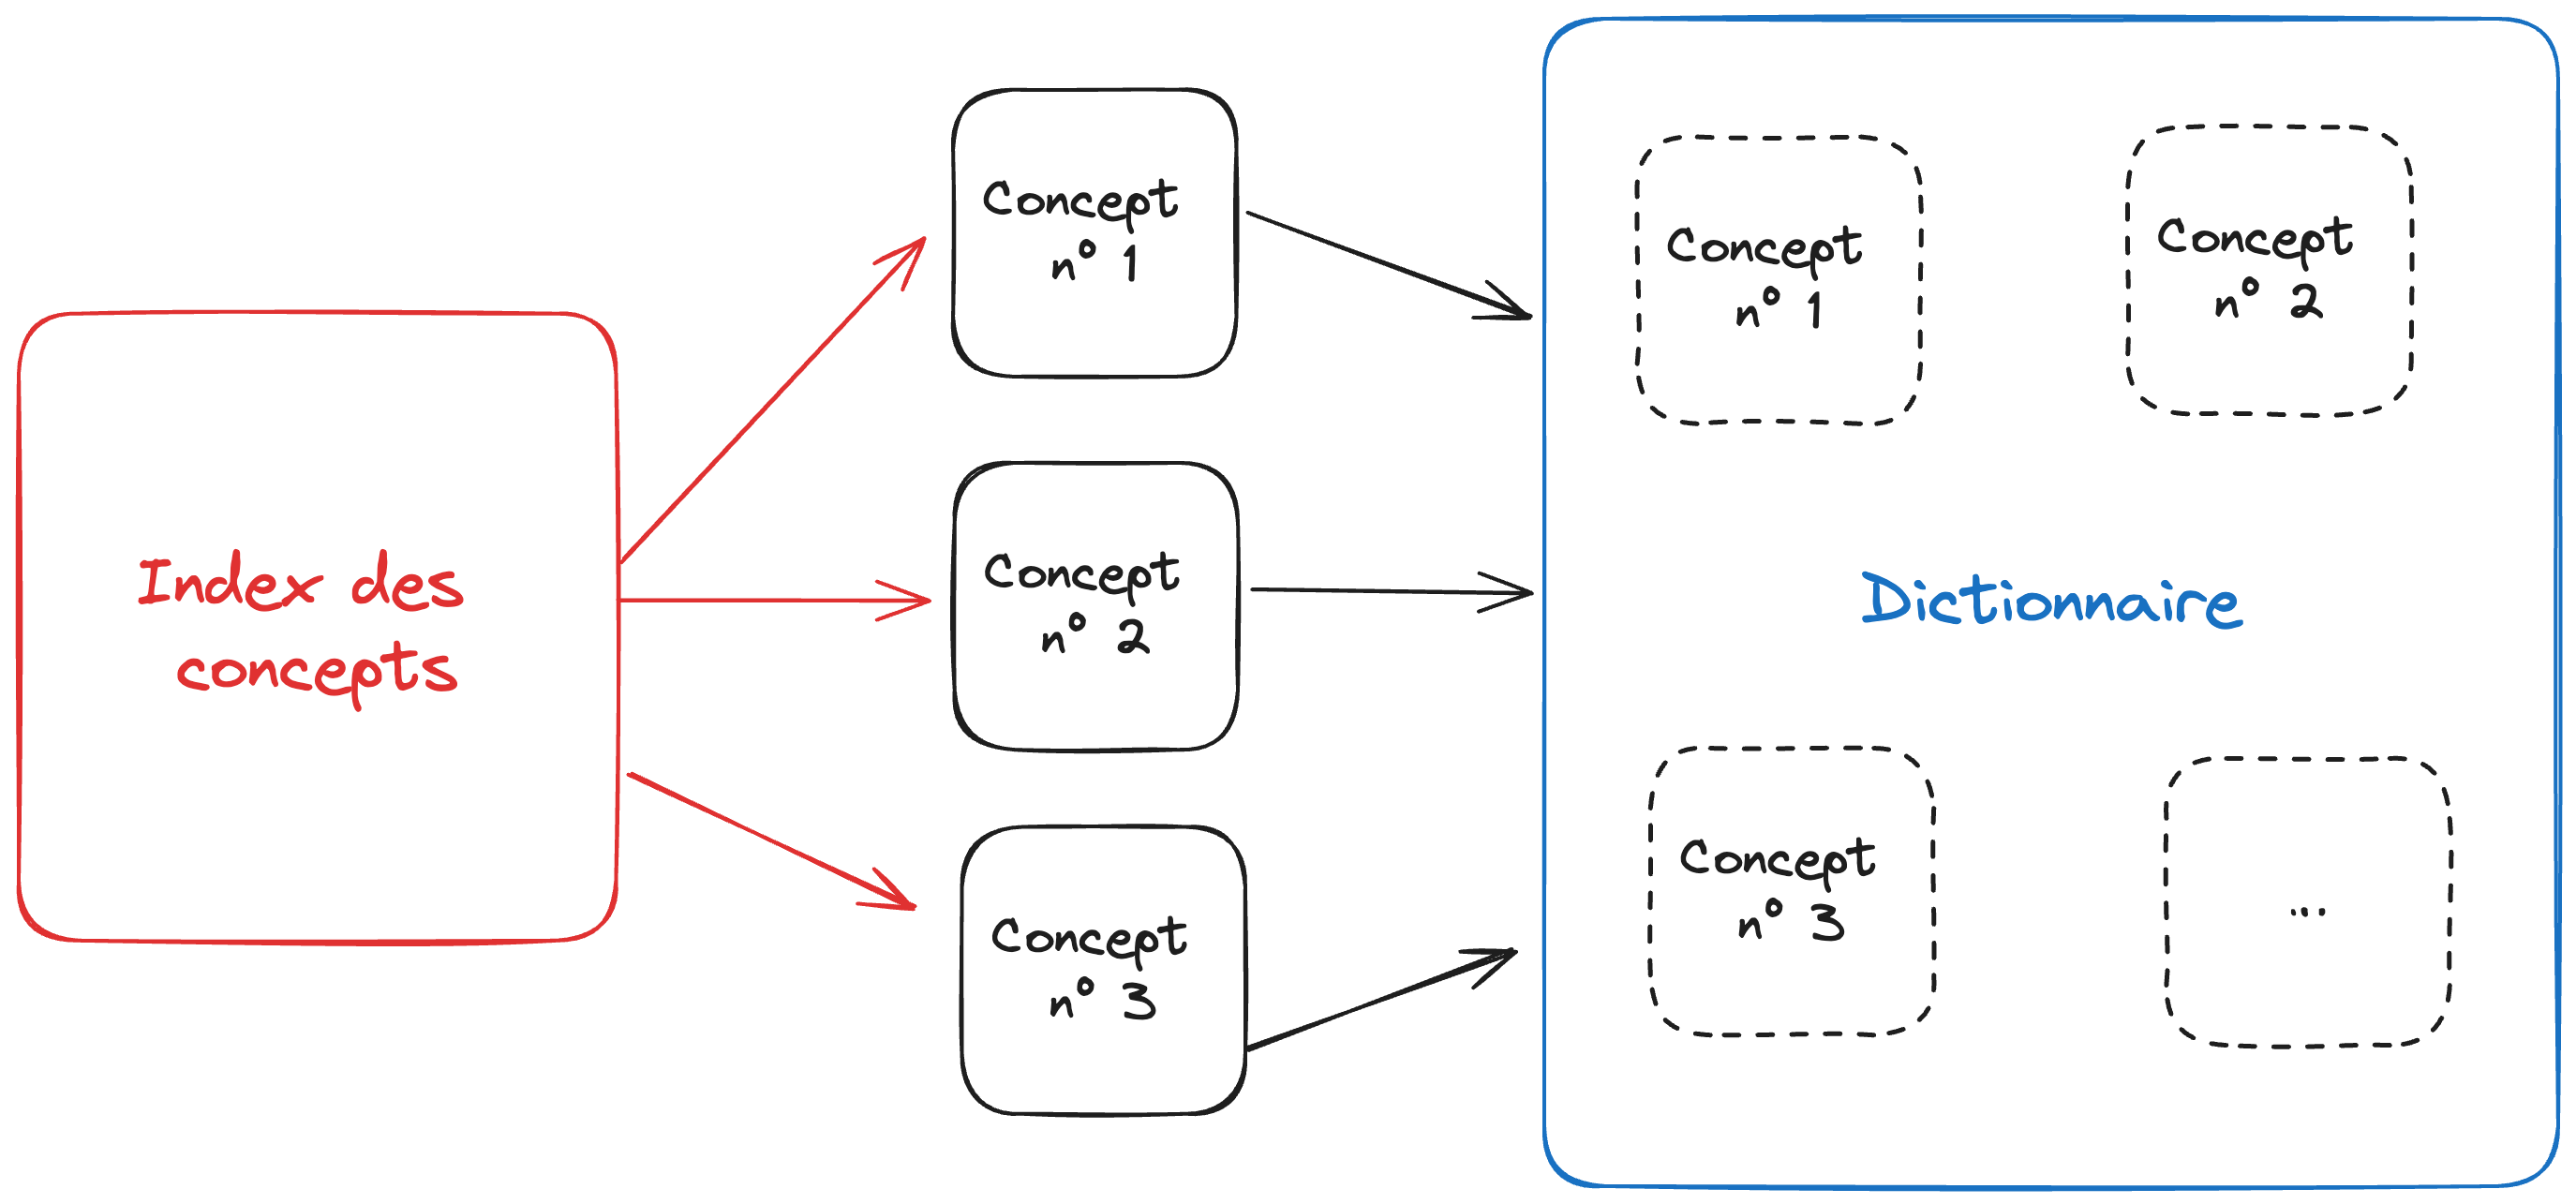 Index des
concepts
Concept
n° 1
Concept
n° 2
Concept
n° 3
Concept
n° 1
Concept
n° 2
Dictionnaire
Concept
n° 3
...